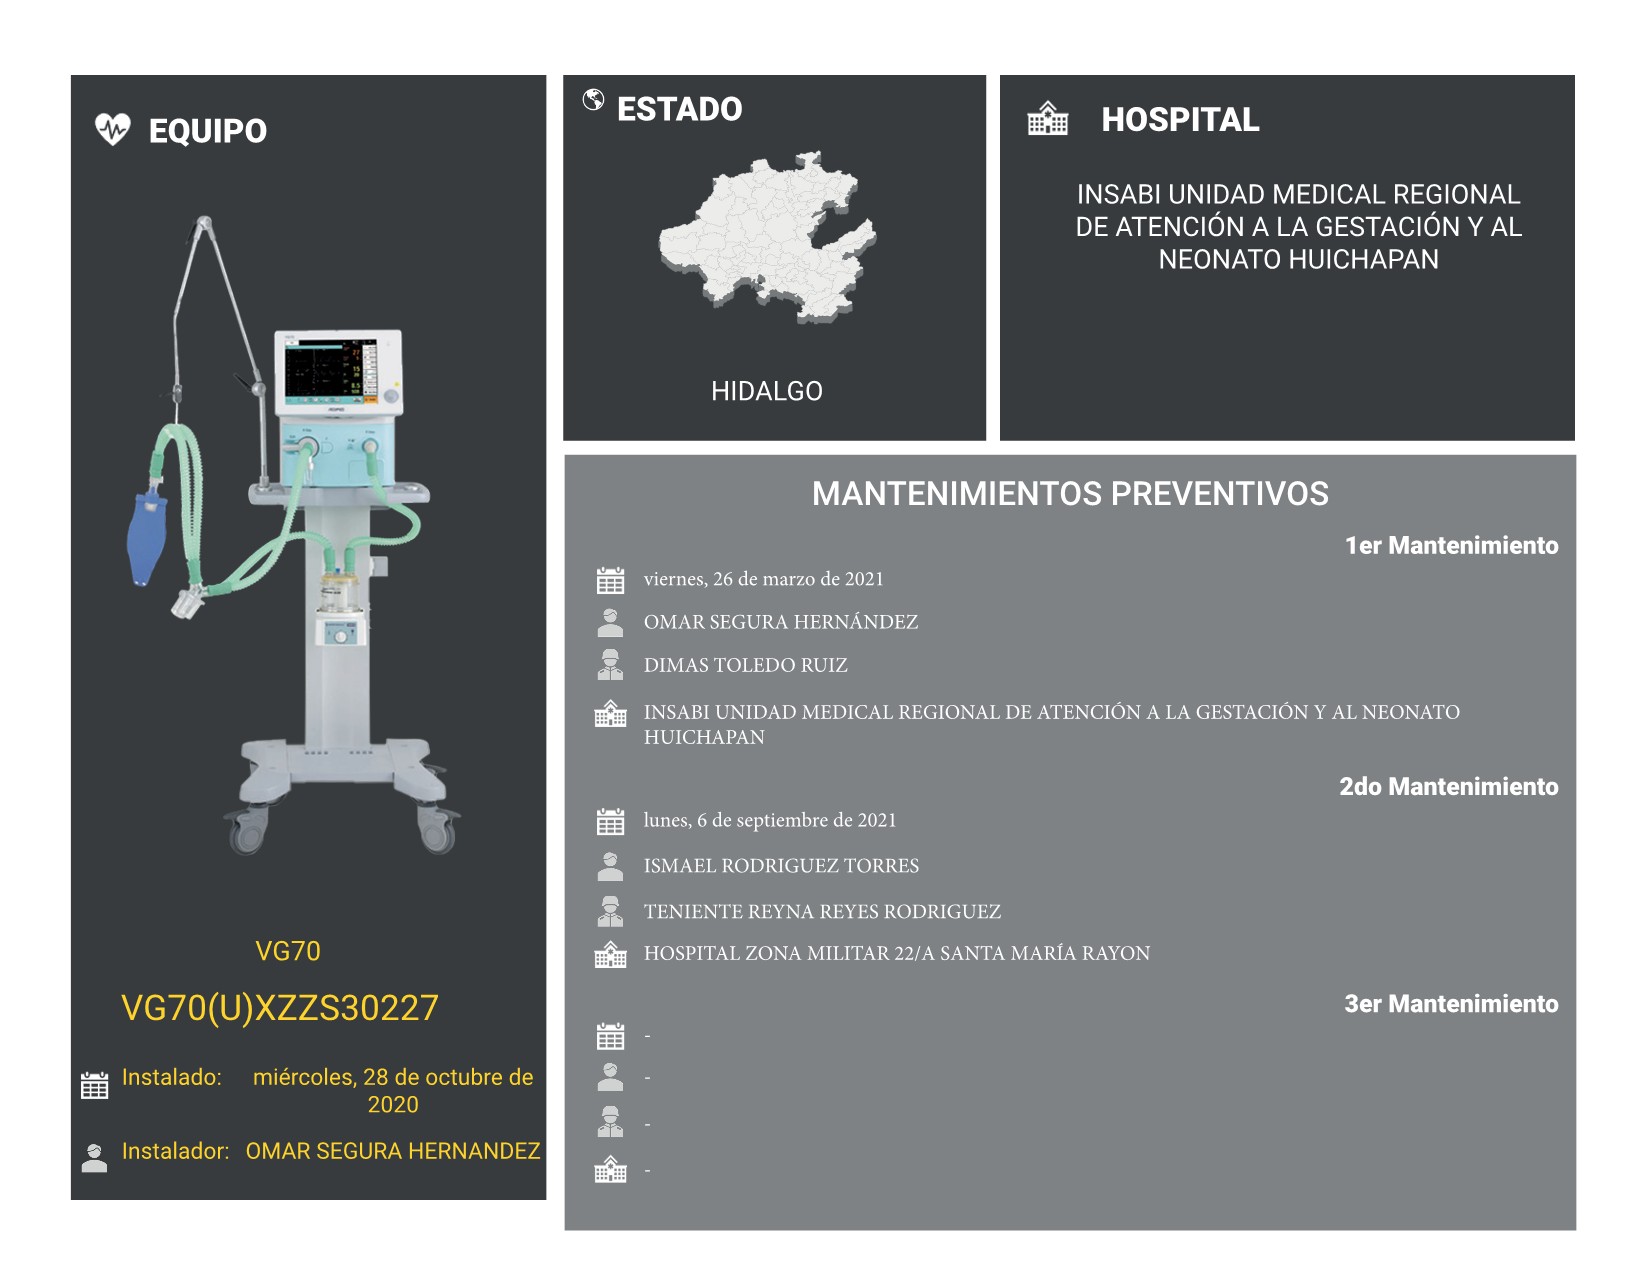 EQUIPO
VG70
VG70(U)XZZS30227
Instalado: miércoles, 28 de octubre de
2020
Instalador: OMAR SEGURA HERNANDEZ
ESTADO
HIDALGO
HOSPITAL
INSABI UNIDAD MEDICAL REGIONAL
DE ATENCIÓN A LA GESTACIÓN Y AL
NEONATO HUICHAPAN
MANTENIMIENTOS PREVENTIVOS
1er Mantenimiento
viernes, 26 de marzo de 2021
OMAR SEGURA HERNÁNDEZ
DIMAS TOLEDO RUIZ
INSABI UNIDAD MEDICAL REGIONAL DE ATENCIÓN A LA GESTACIÓN Y AL NEONATO
HUICHAPAN
2do Mantenimiento
lunes, 6 de septiembre de 2021
ISMAEL RODRIGUEZ TORRES
TENIENTE REYNA REYES RODRIGUEZ
HOSPITAL ZONA MILITAR 22/A SANTA MARÍA RAYON
3er Mantenimiento
-
-
-
-